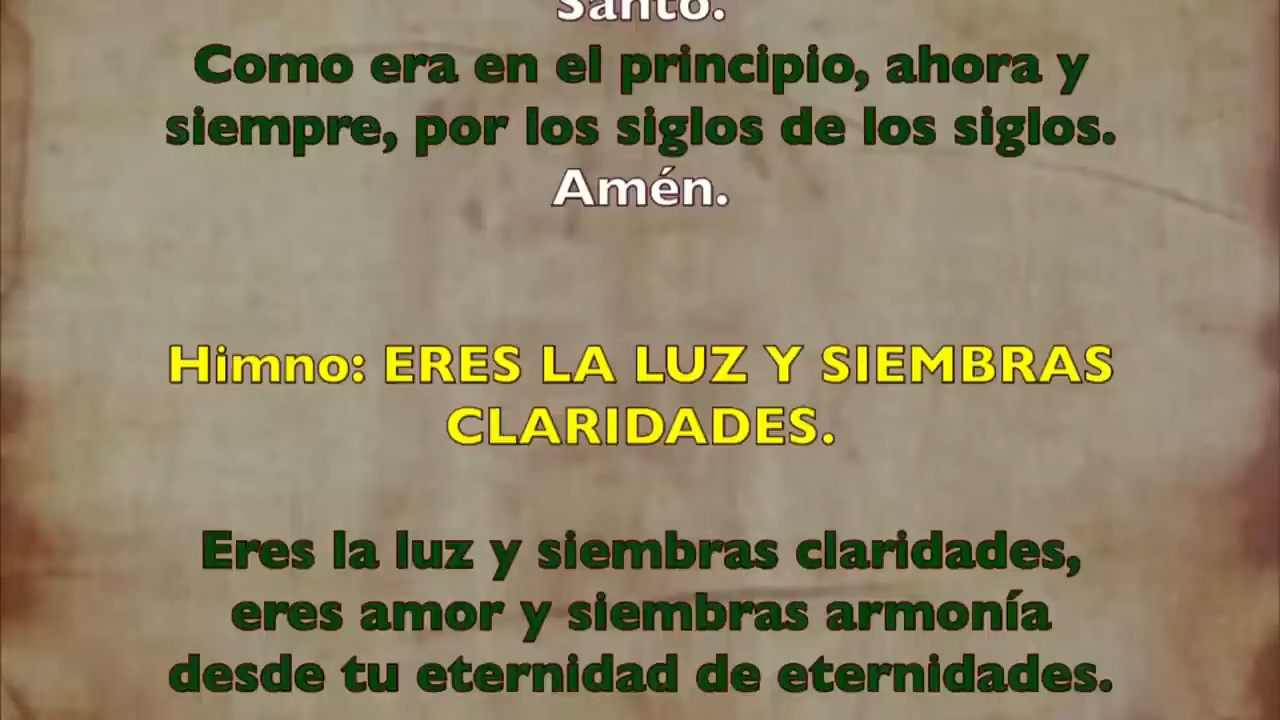 Santo.
Como era en el principio, ahora y
siempre, por los siglos de los siglos.
Amén.
Himno: ERES LA LUZ Y SIEMBRAS
CLARIDADES.
Eres la luz y siembras claridades,
eres amor y siembras armonía
desde tu eternidad de eternidades.